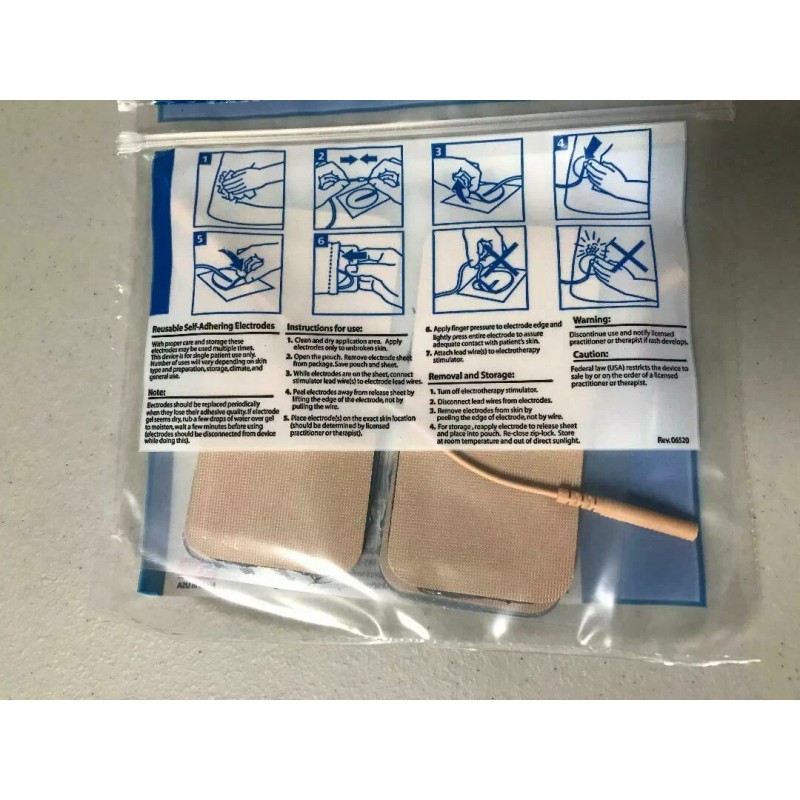 1
2
3
4
5
6
Reusable Self-Adhering Electrodes
With proper care and storage these
electrodes may be used multiple times.
This device is for single patient use only.
Number of uses will vary depending on skin
type and preparation, storage, climate, and
general use.
Note:
Electrodes should be replaced periodically
when they lose their adhesive quality. If electrode
gel seems dry, rub a few drops of water over gel
to moisten, wait a few minutes before using
(electrodes should be disconnected from device
while doing this).
Instructions for use:
1. Clean and dry application area. Apply
electrodes only to unbroken skin.
2. Open the pouch. Remove electrode sheet
from package. Save pouch and sheet.
3. While electrodes are on the sheet, connect
stimulator lead wire(s) to electrode lead wires.
4. Peel electrodes away from release sheet by
lifting the edge of the electrode, not by
pulling the wire.
5. Place electrode(s) on the exact skin location
(should be determined by licensed
practitioner or therapist).
6. Apply finger pressure to electrode edge and
lightly press entire electrode to assure
adequate contact with patient's skin.
7. Attach lead wire(s) to electrotherapy
stimulator.
Removal and Storage:
1. Turn off electrotherapy stimulator.
2. Disconnect lead wires from electrodes.
3. Remove electrodes from skin by
peeling the edge of electrode, not by wire.
4. For storage, reapply electrode to release sheet
and place into pouch. Re-close zip-lock. Store
at room temperature and out of direct sunlight.
Warning:
Discontinue use and notify licensed
practitioner or therapist if rash develops.
Caution:
Federal law (USA) restricts the device to
sale by or on the order of a licensed
practitioner or therapist.
Rev. 06520